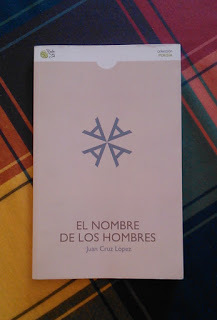 EL NOMBRE
DE LOS HOMBRES
Juan Cruz López